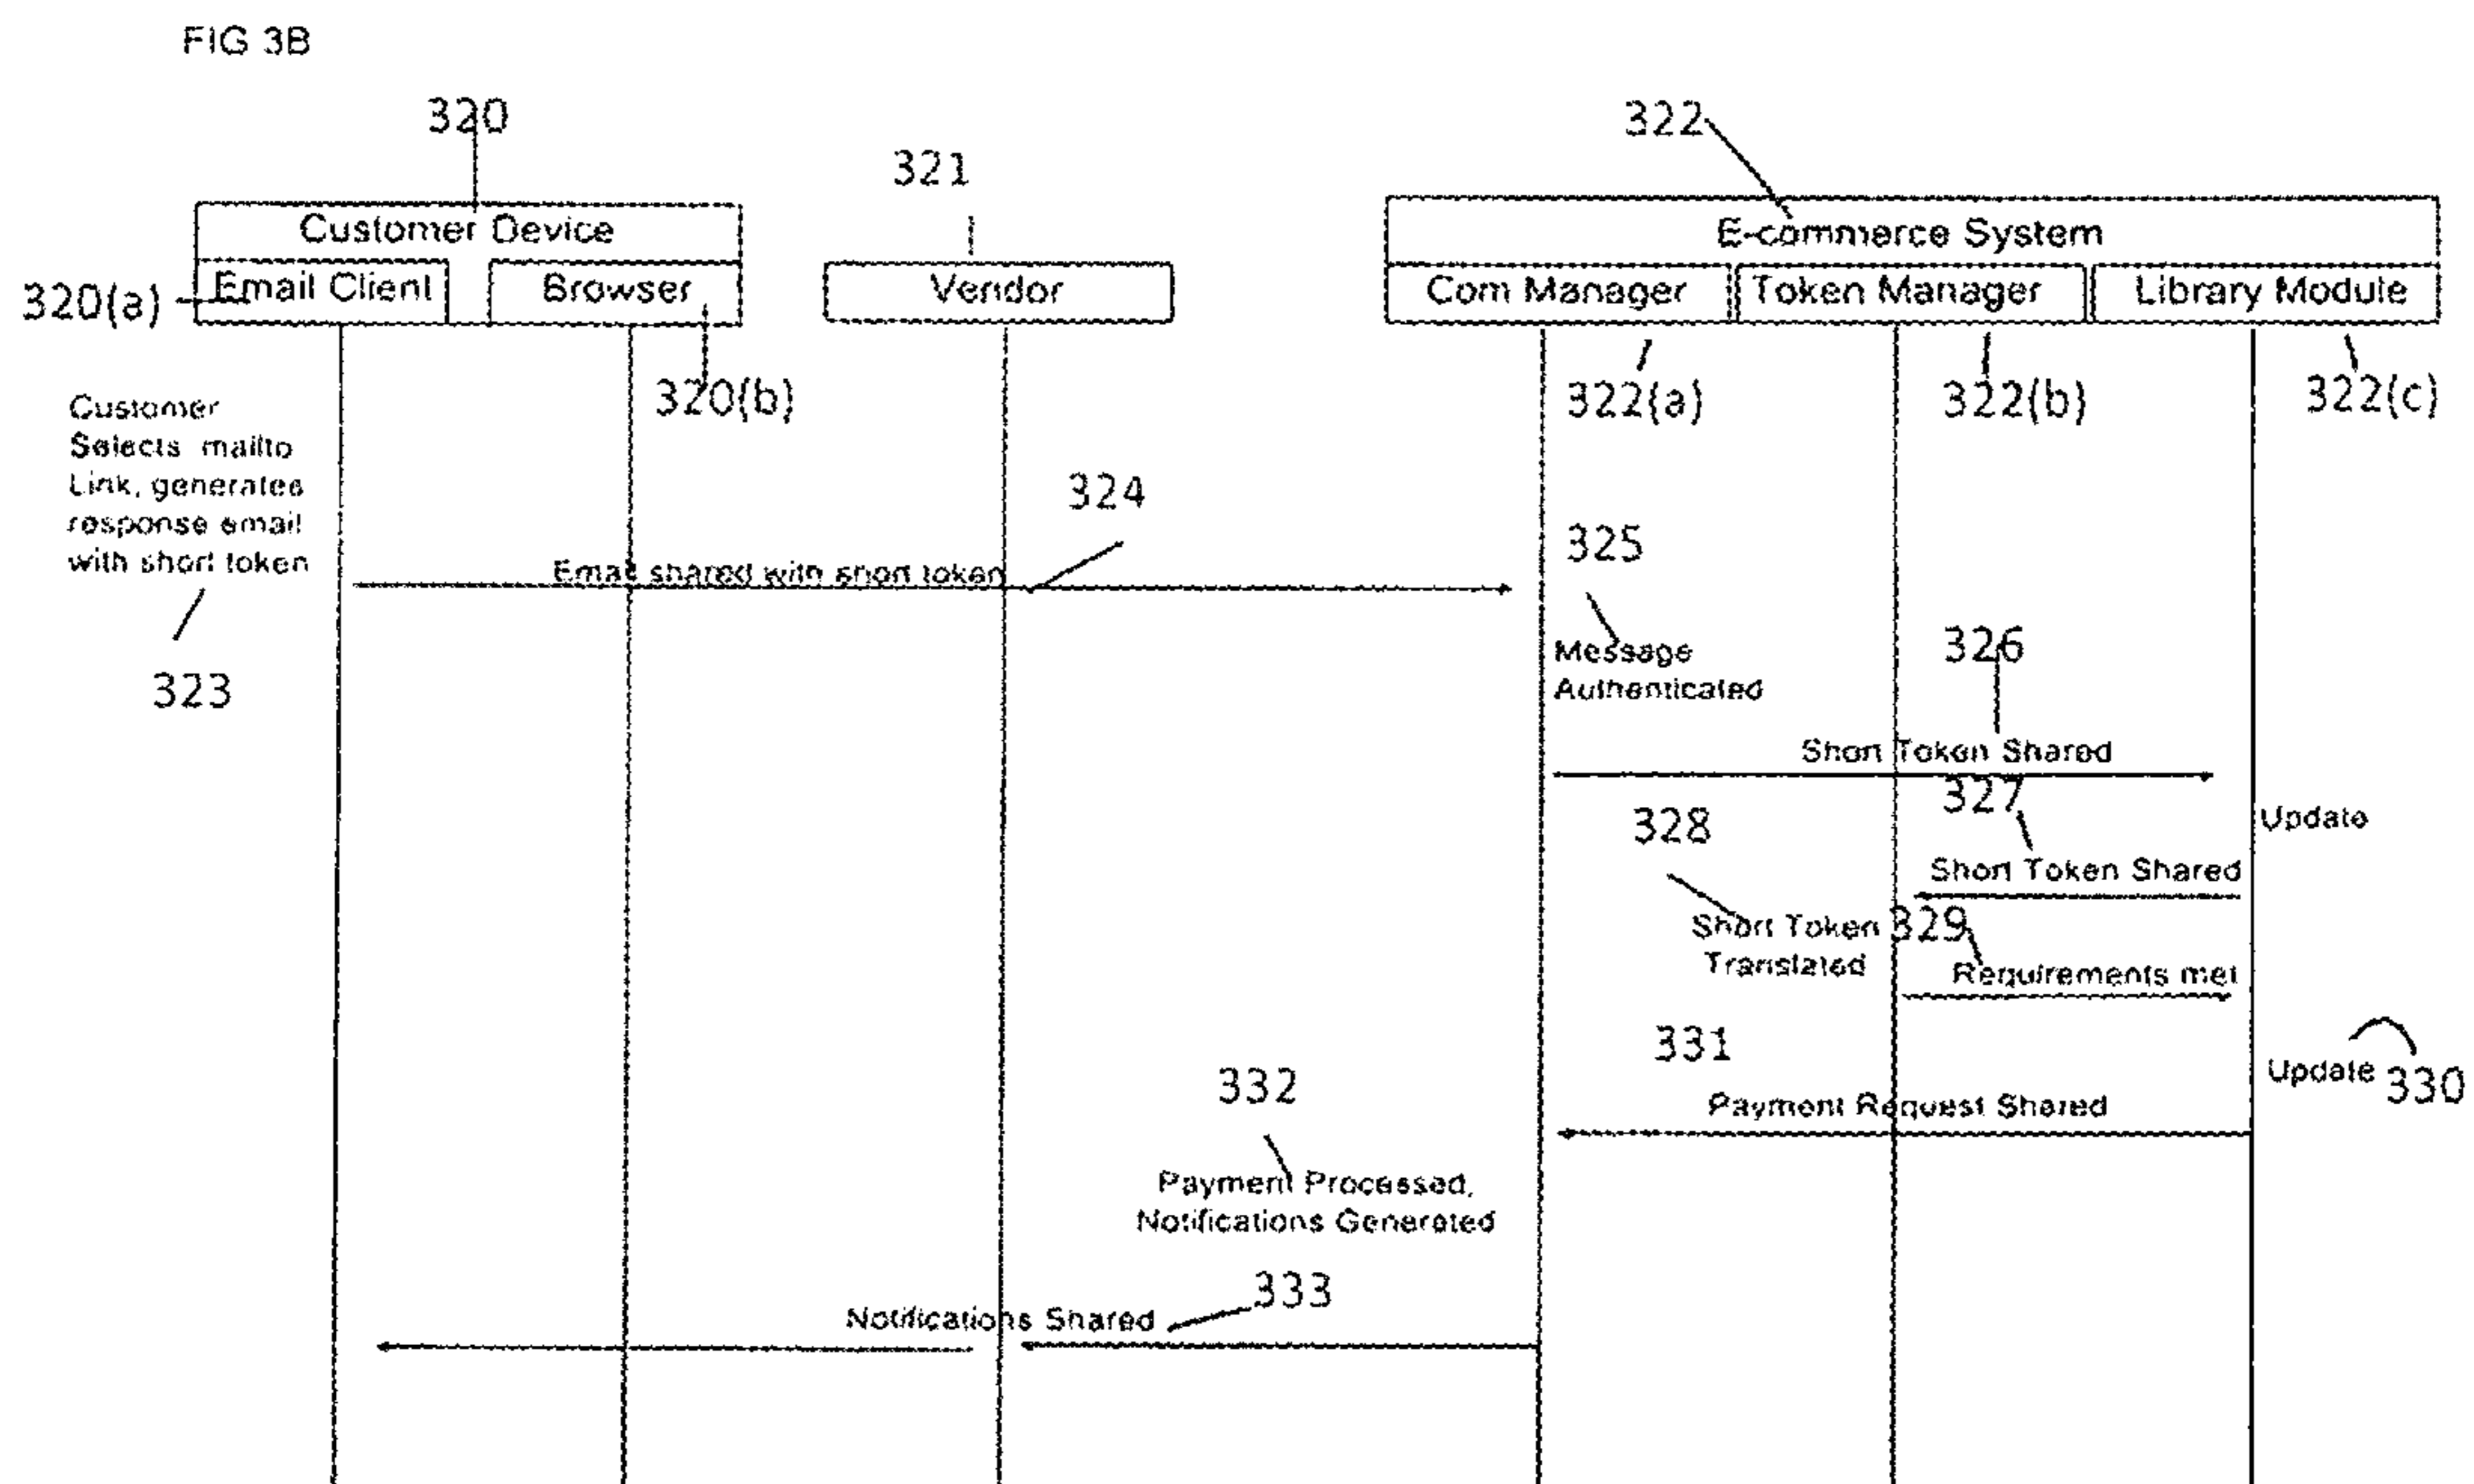 FIG 3B
320
322
321
Customer Device
E-commerce System
Email Client
Browser
Vendor
Com Manager
Token Manager
Library Module
320(a)
320(b)
322(a)
322(b)
322(c)
Customer
Selects mailto
Link, generates
response email
with short token
323
324
Email shared with short token
325
Message
Authenticated
326
Short Token Shared
327
Update
328
Short Token Shared
Short Token
Translated
329
Requirements met
331
Update
330
Payment Request Shared
332
Payment Processed,
Notifications Generated
333
Notifications Shared